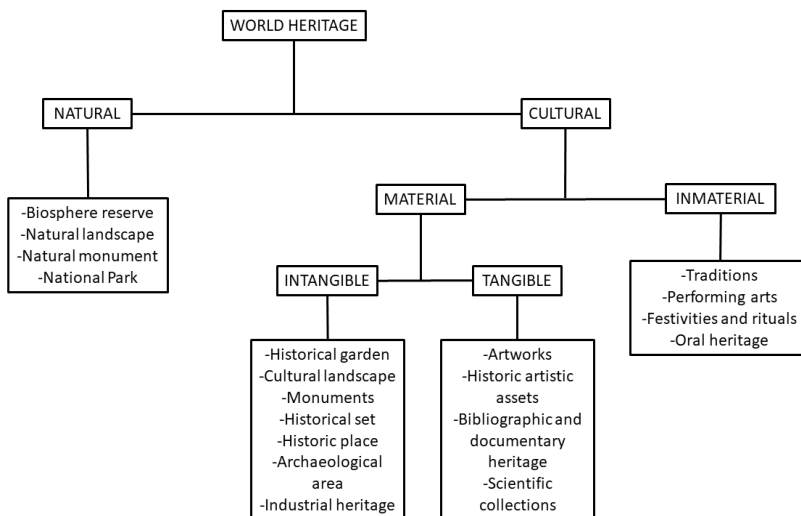 WORLD HERITAGE
NATURAL
CULTURAL
-Biosphere reserve
-Natural landscape
-Natural monument
-National Park
MATERIAL
INMATERIAL
INTANGIBLE
TANGIBLE
-Traditions
-Performing arts
-Festivities and rituals
-Oral heritage
-Historical garden
-Cultural landscape
-Monuments
-Historical set
-Historic place
-Archaeological
area
-Industrial heritage
-Artworks
-Historic artistic
assets
-Bibliographic and
documentary
heritage
-Scientific
collections